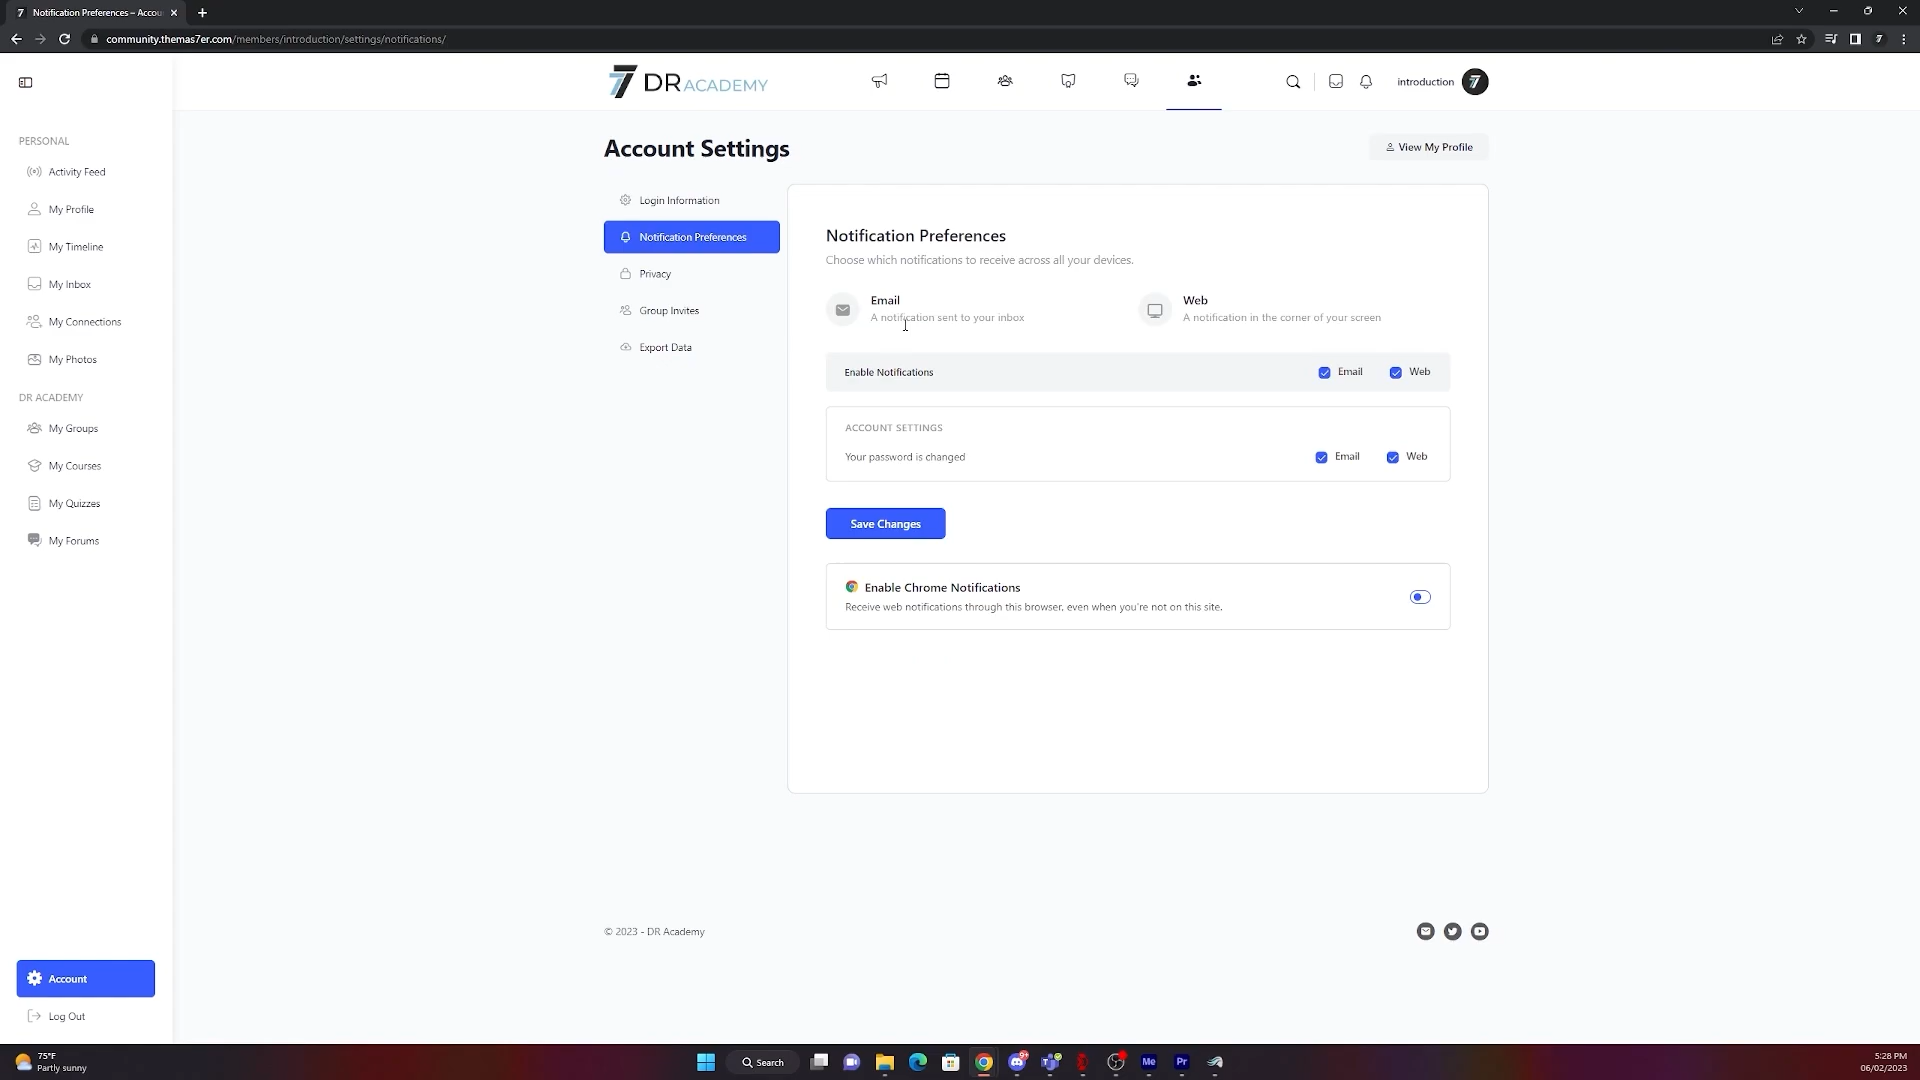 Notification Preferences – Accou
community.themas7er.com/members/introduction/settings/notifications/
DR ACADEMY
introduction
PERSONAL
Activity Feed
My Profile
My Timeline
My Inbox
My Connections
My Photos
DR ACADEMY
My Groups
My Courses
My Quizzes
My Forums
Account
Log Out
Account Settings
View My Profile
Login Information
Notification Preferences
Privacy
Group Invites
Export Data
Notification Preferences
Choose which notifications to receive across all your devices.
Email
A notification sent to your inbox
Web
A notification in the corner of your screen
Enable Notifications
Email
Web
ACCOUNT SETTINGS
Your password is changed
Email
Web
Save Changes
Enable Chrome Notifications
Receive web notifications through this browser, even when you're not on this site.
© 2023 - DR Academy
75°F
Partly sunny
Search
Me
Pr
5:28 PM
06/02/2023